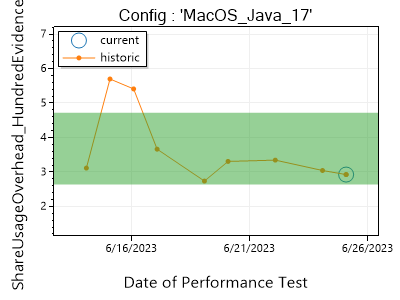 Config : 'MacOS_Java_17'
current
historic
7
6
5
4
3
2
ShareUsageOverhead_HundredEvidence
6/16/2023
6/21/2023
6/26/2023
Date of Performance Test